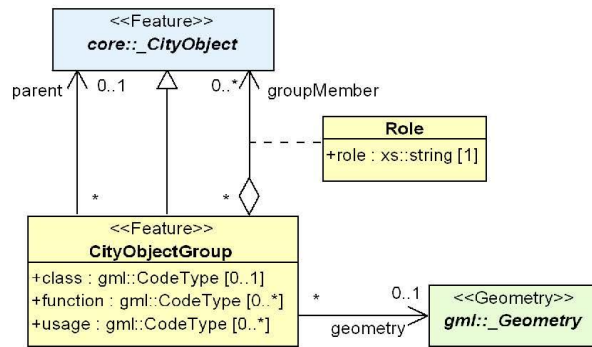 <<Feature>>
core::_CityObject
parent
0..1
0..*
groupMember
Role
+role : xs::string [1]
*
*
<<Feature>>
CityObjectGroup
+class : gml::CodeType [0..1]
+function : gml::CodeType [0..*]
+usage : gml::CodeType [0..*]
*
0..1
geometry
<<Geometry>>
gml::_Geometry